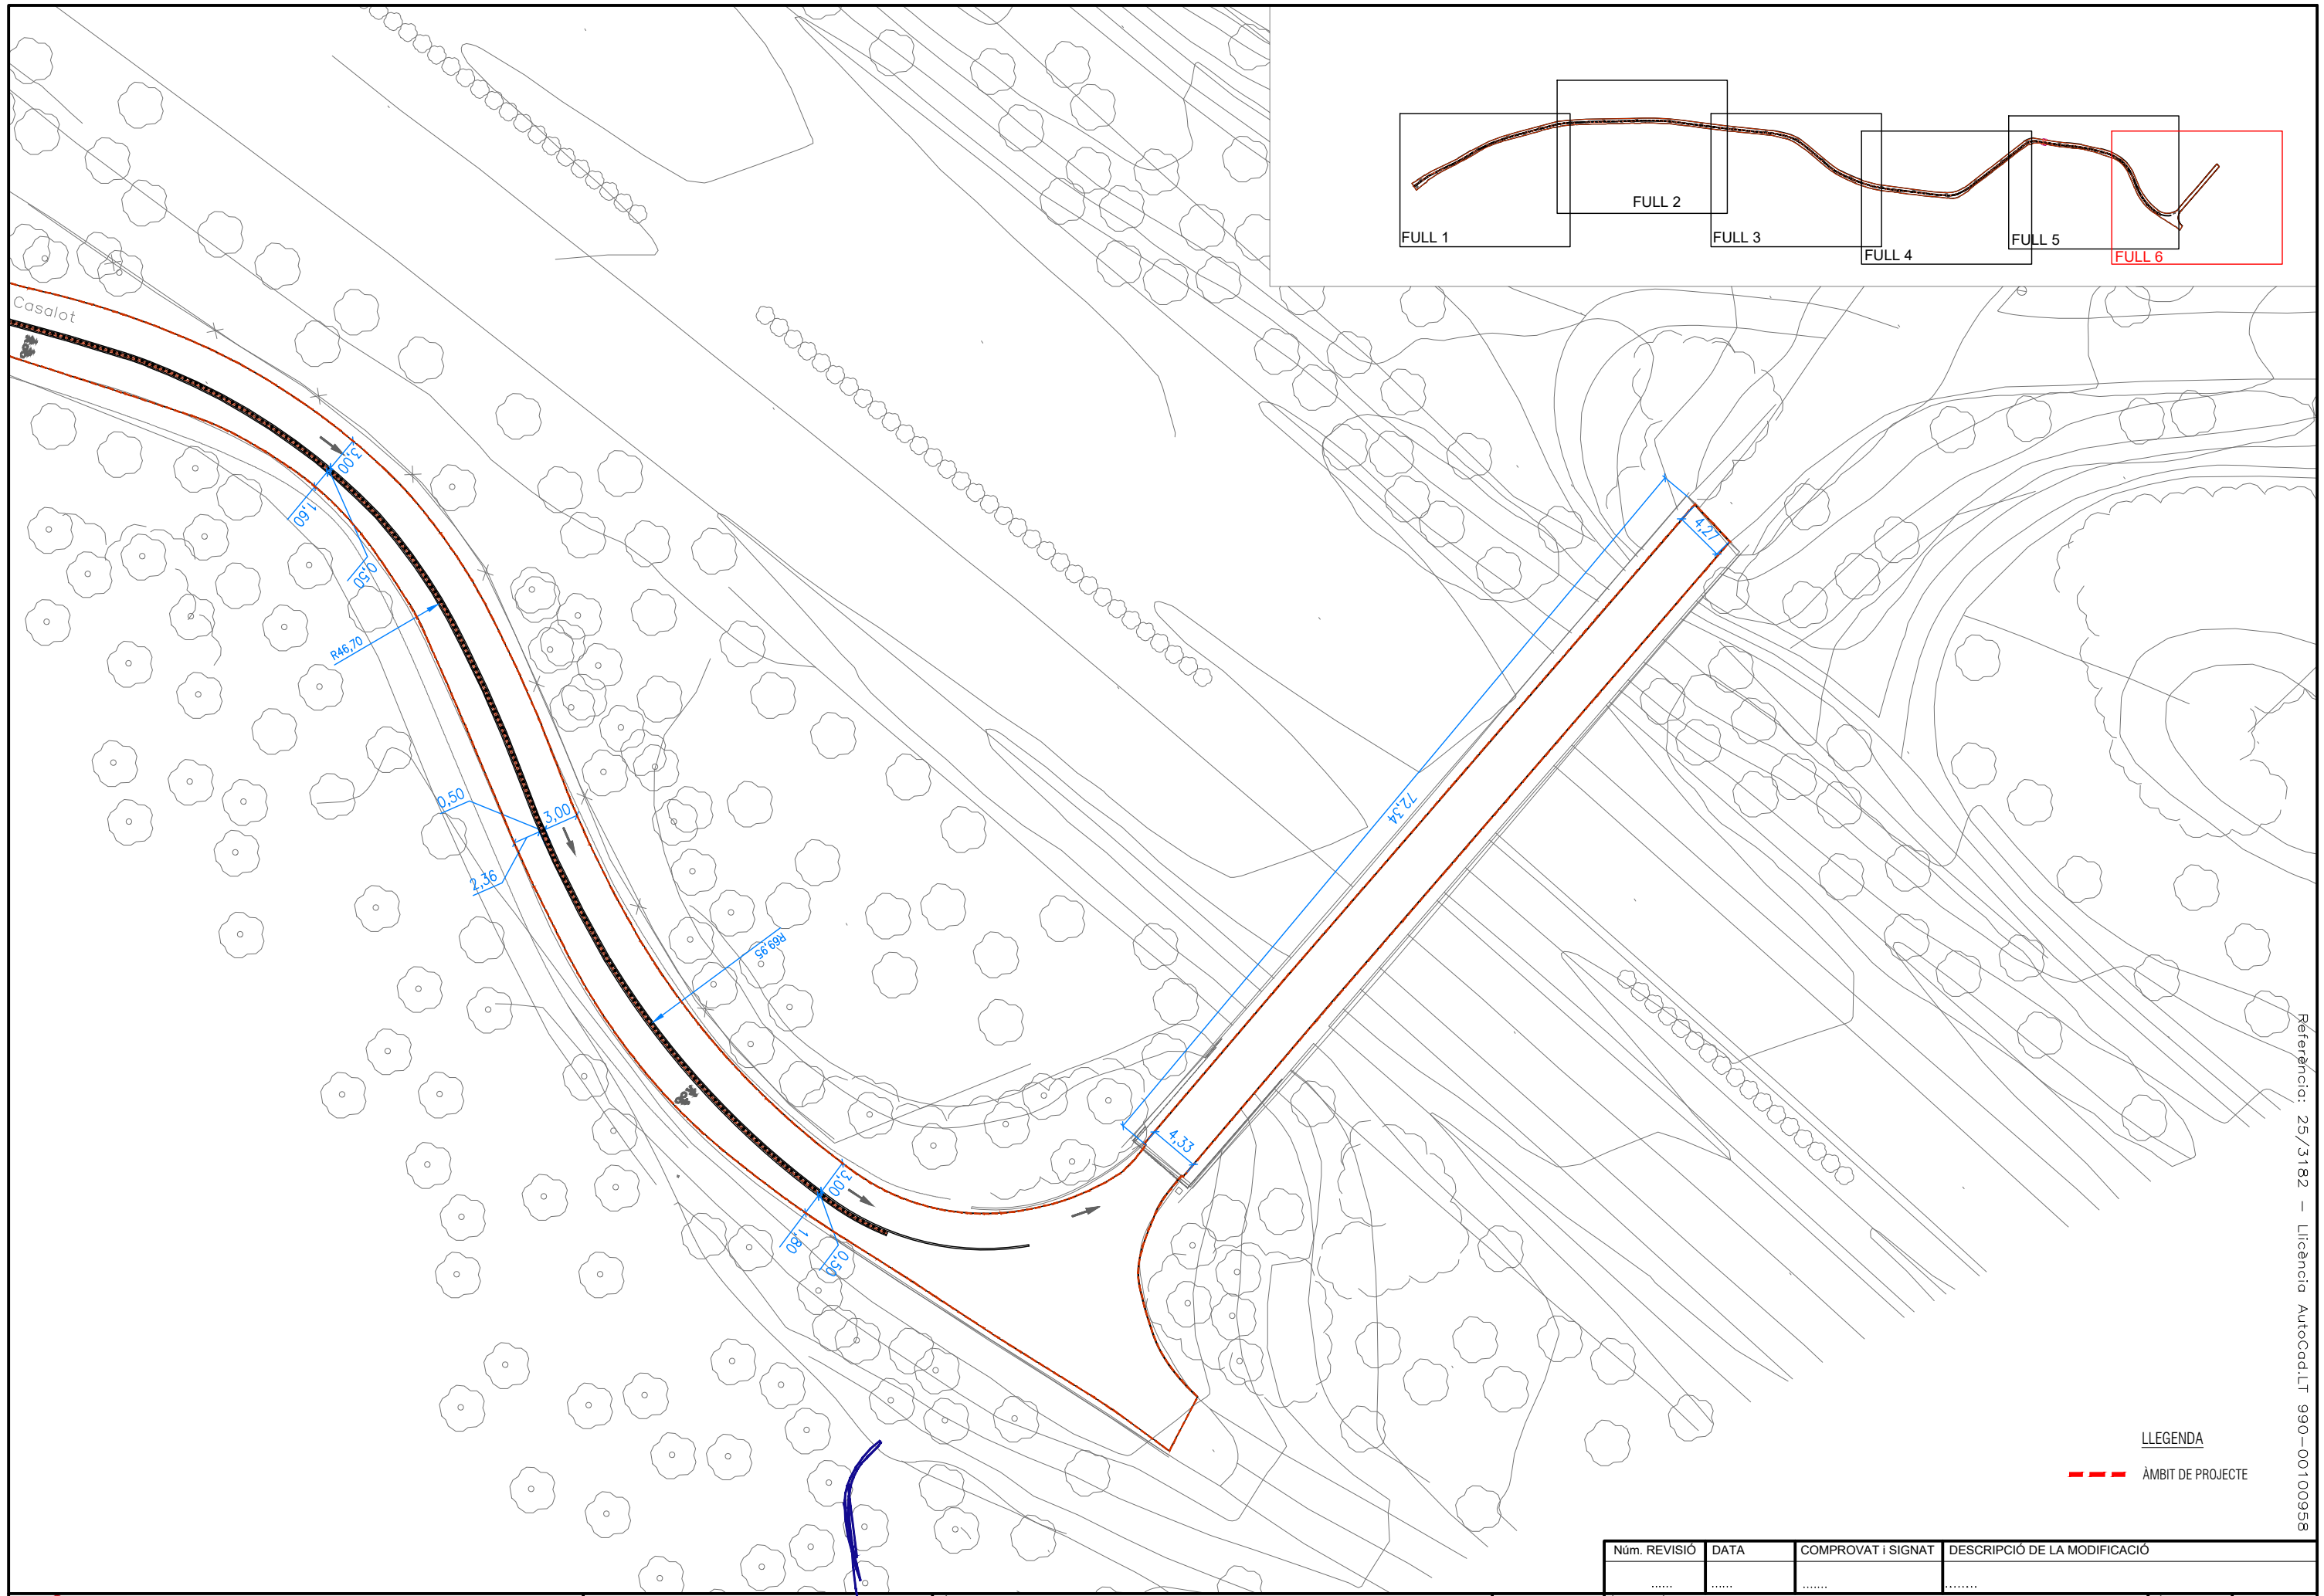 FULL 1
FULL 2
FULL 3
FULL 4
FULL 5
FULL 6
Casalot
3,00
1,60
0,50
R46,70
4,27
72,34
0,50
3,00
2,36
R69,95
4,33
3,00
1,80
0,50
Referència: 25/3182 - Llicència AutoCad.LT 990-00100958
LLEGENDA
ÀMBIT DE PROJECTE
Núm. REVISIÓ DATA COMPROVAT i SIGNAT DESCRIPCIÓ DE LA MODIFICACIÓ
...... ...... ....... ........